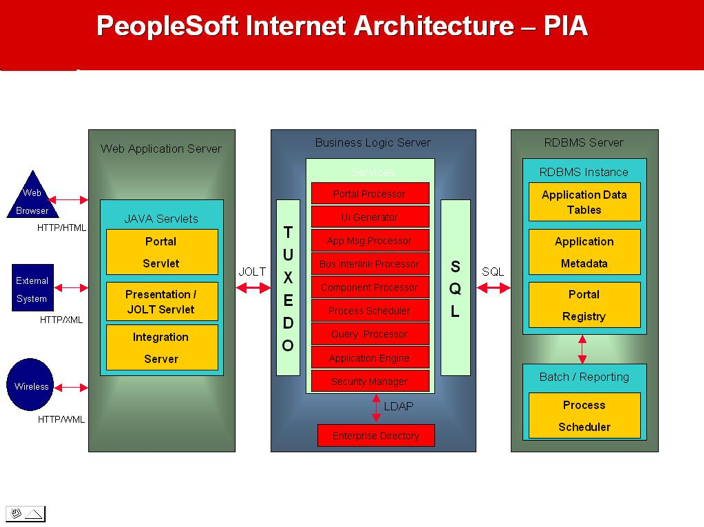 PeopleSoft Internet Architecture – PIA
Web Application Server
Business Logic Server
RDBMS Server
Web
Browser
HTTP/HTML
External
System
HTTP/XML
Wireless
HTTP/WML
JAVA Servlets
Portal
Servlet
Presentation /
JOLT Servlet
Integration
Server
JOLT
TUXEDO
Services
Portal Processor
UI Generator
App Msg Processor
Bus Interlink Processor
Component Processor
Process Scheduler
Query Processor
Application Engine
Security Manager
LDAP
Enterprise Directory
SQL
SQL
RDBMS Instance
Application Data
Tables
Application
Metadata
Portal
Registry
Batch / Reporting
Process
Scheduler